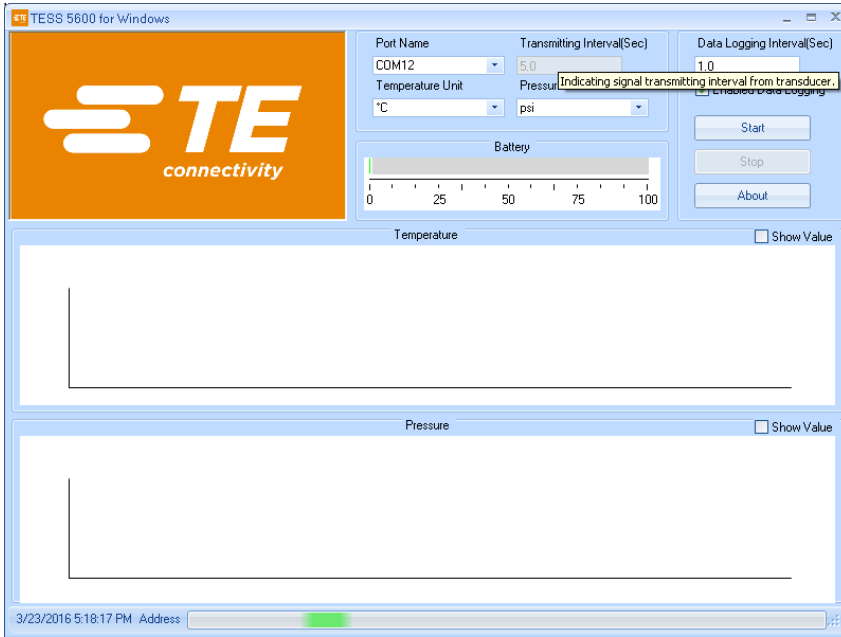 TE TESS 5600 for Windows
TE
connectivity
Port Name
COM12
Transmitting Interval(Sec)
5.0
Temperature Unit
°C
Pressu
psi
Indicating signal transmitting interval from transducer.
Data Logging Interval(Sec)
1.0
Enabled Data Logging
Start
Stop
About
Battery
0 25 50 75 100
Temperature
Show Value
Pressure
Show Value
3/23/2016 5:18:17 PM Address